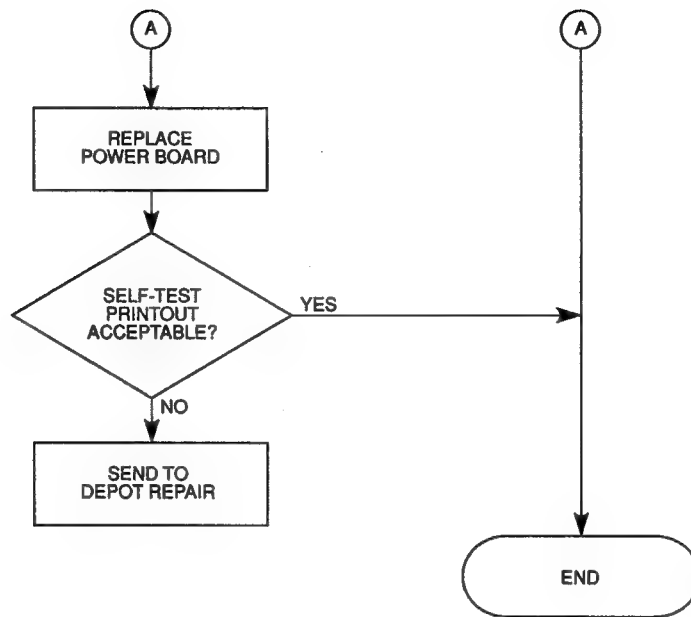 A
A
REPLACE
POWER BOARD
SELF-TEST
PRINTOUT
ACCEPTABLE?
YES
NO
SEND TO
DEPOT REPAIR
END